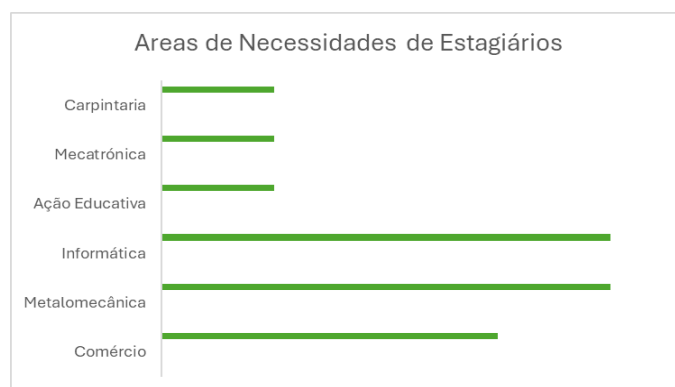 Areas de Necessidades de Estagiários
Carpintaria
Mecatrónica
Ação Educativa
Informática
Metalomecânica
Comércio